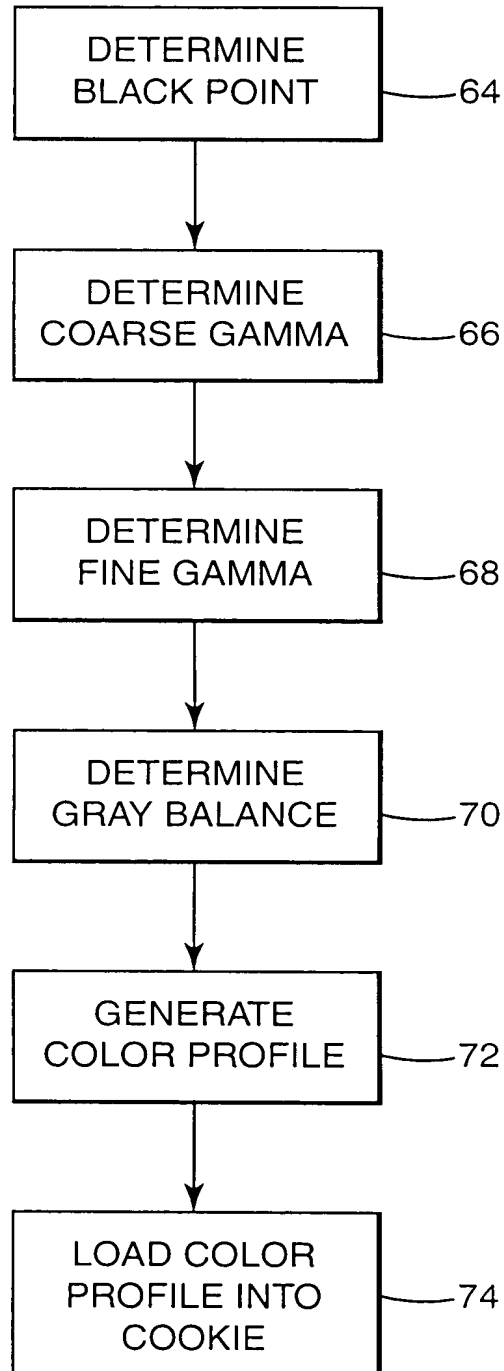 DETERMINE
BLACK POINT
64
DETERMINE
COARSE GAMMA
66
DETERMINE
FINE GAMMA
68
DETERMINE
GRAY BALANCE
70
GENERATE
COLOR PROFILE
72
LOAD COLOR
PROFILE INTO
COOKIE
74